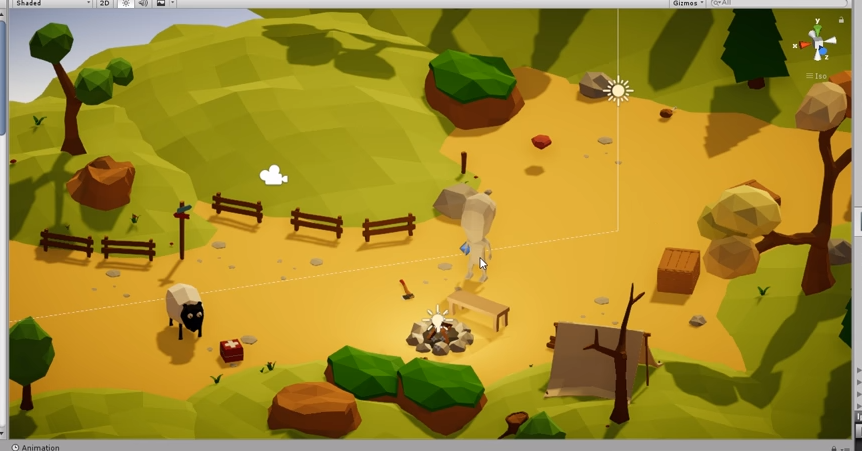 Shaded 2D Gizmos All
y
x
z
Iso
Animation